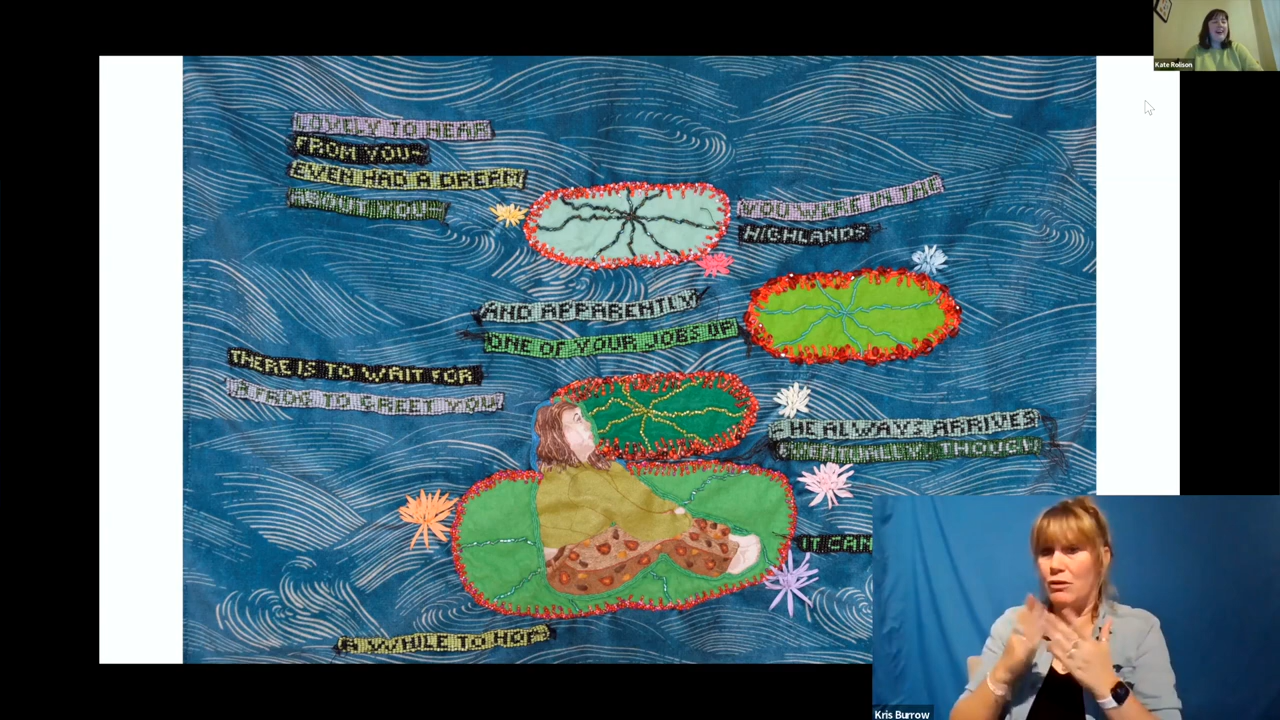 LOVELY TO HEAR
FROM YOU-
EVEN HAD A DREAM
ABOUT YOU-
YOU WERE IN THE
HIGHLANDS
AND APPARENTLY
ONE OF YOUR JOBS UP
THERE IS TO WAIT FOR
TO GREET YOU
HE ALWAYS ARRIVES
EVENTUALLY THOUGH
IT CAN
A WHILE TO
Kate Rolison
Kris Burrow